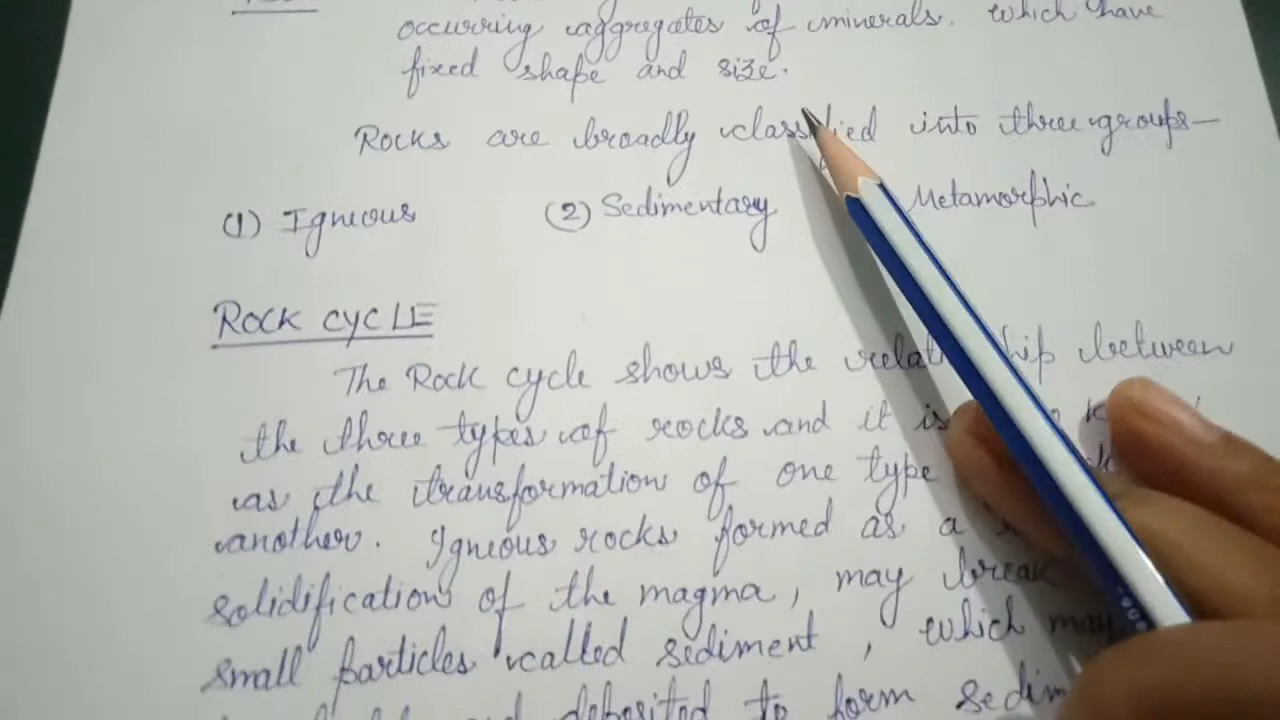 occurring aggregates of minerals. which have
fixed shape and size.
Rocks are broadly classified into three groups—
(1) Igneous (2) Sedimentary Metamorphic
ROCK CYCLE
The Rock cycle shows the relationship between
the three types of rocks and it is
as the transformation of one type
another. Igneous rocks formed as a
solidification of the magma, may break
small particles called sediment, which may
deposited to form